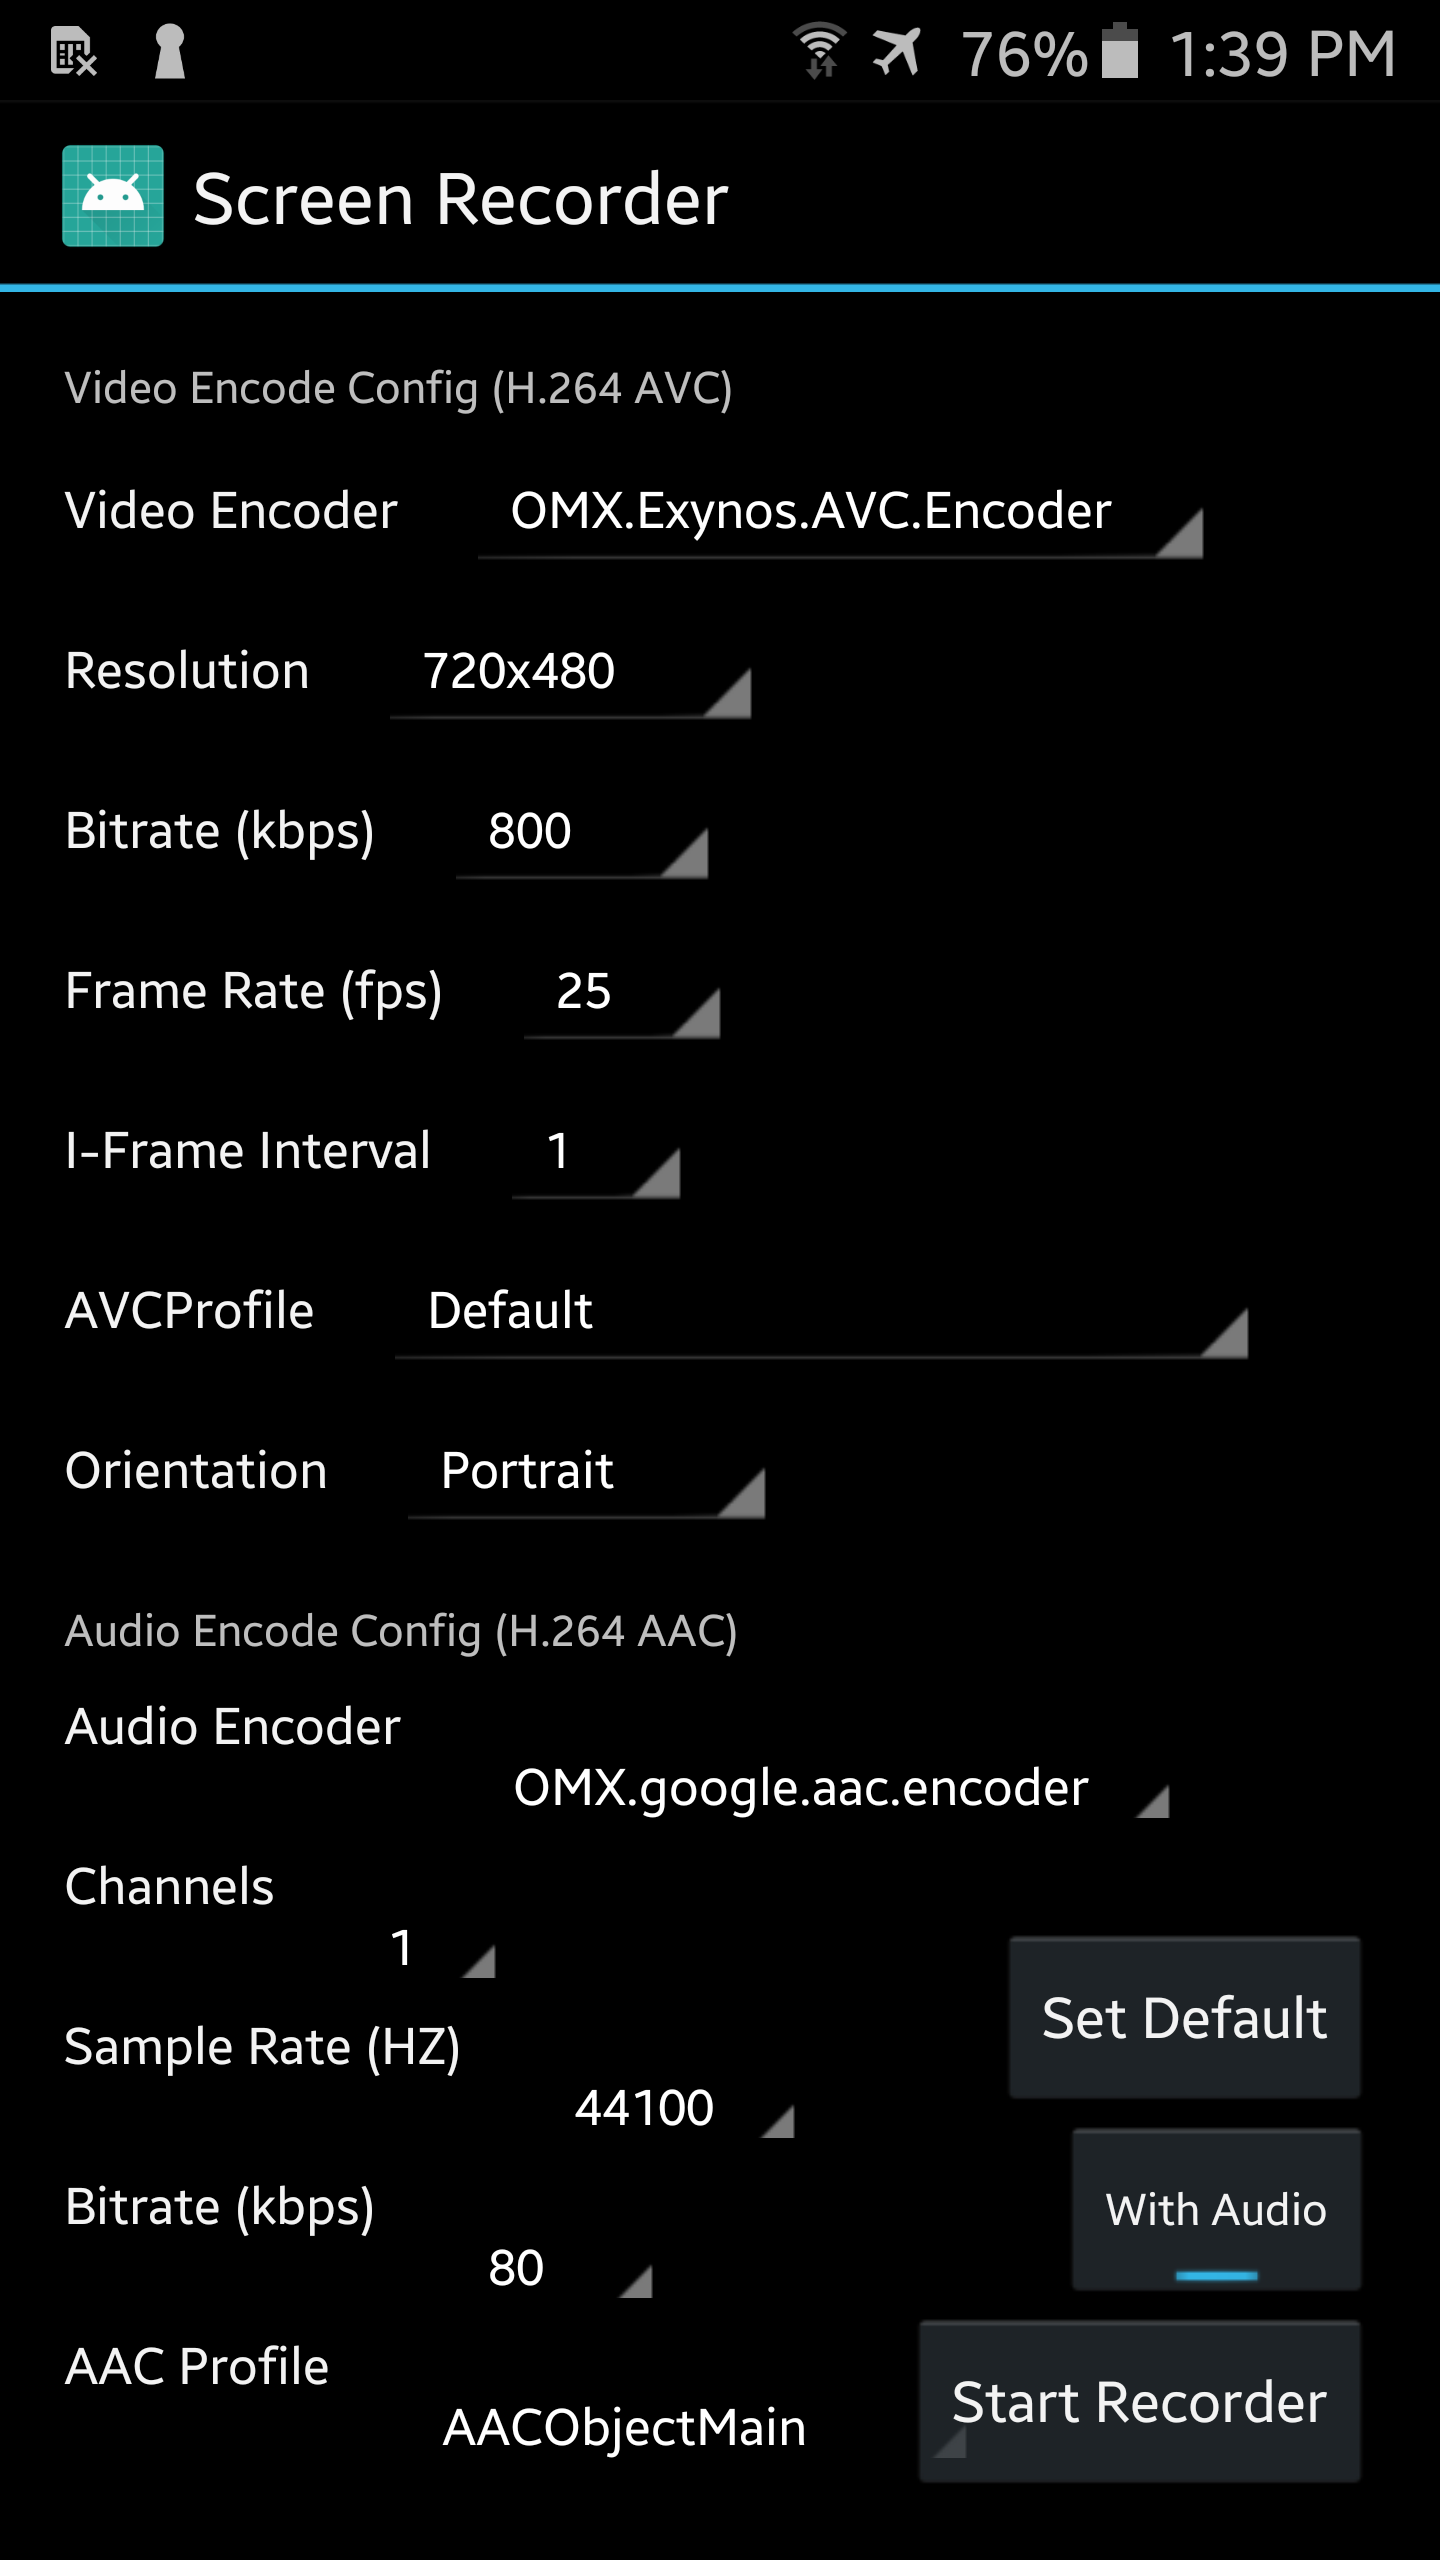 76% 1:39 PM
Screen Recorder
Video Encode Config (H.264 AVC)
Video Encoder OMX.Exynos.AVC.Encoder
Resolution 720x480
Bitrate (kbps) 800
Frame Rate (fps) 25
I-Frame Interval 1
AVCProfile Default
Orientation Portrait
Audio Encode Config (H.264 AAC)
Audio Encoder
OMX.google.aac.encoder
Channels
1
Set Default
Sample Rate (HZ)
44100
Bitrate (kbps)
With Audio
80
AAC Profile
Start Recorder
AACObjectMain